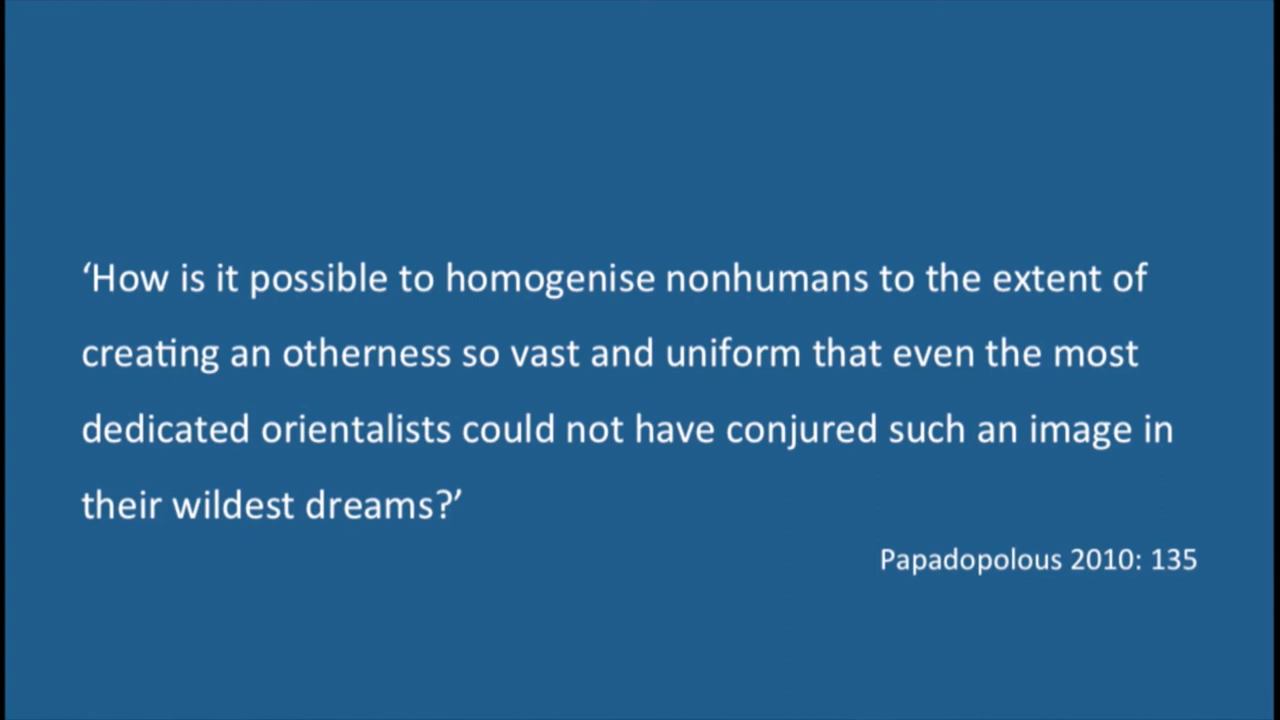 ‘How is it possible to homogenise nonhumans to the extent of
creating an otherness so vast and uniform that even the most
dedicated orientalists could not have conjured such an image in
their wildest dreams?’
Papadopolous 2010: 135